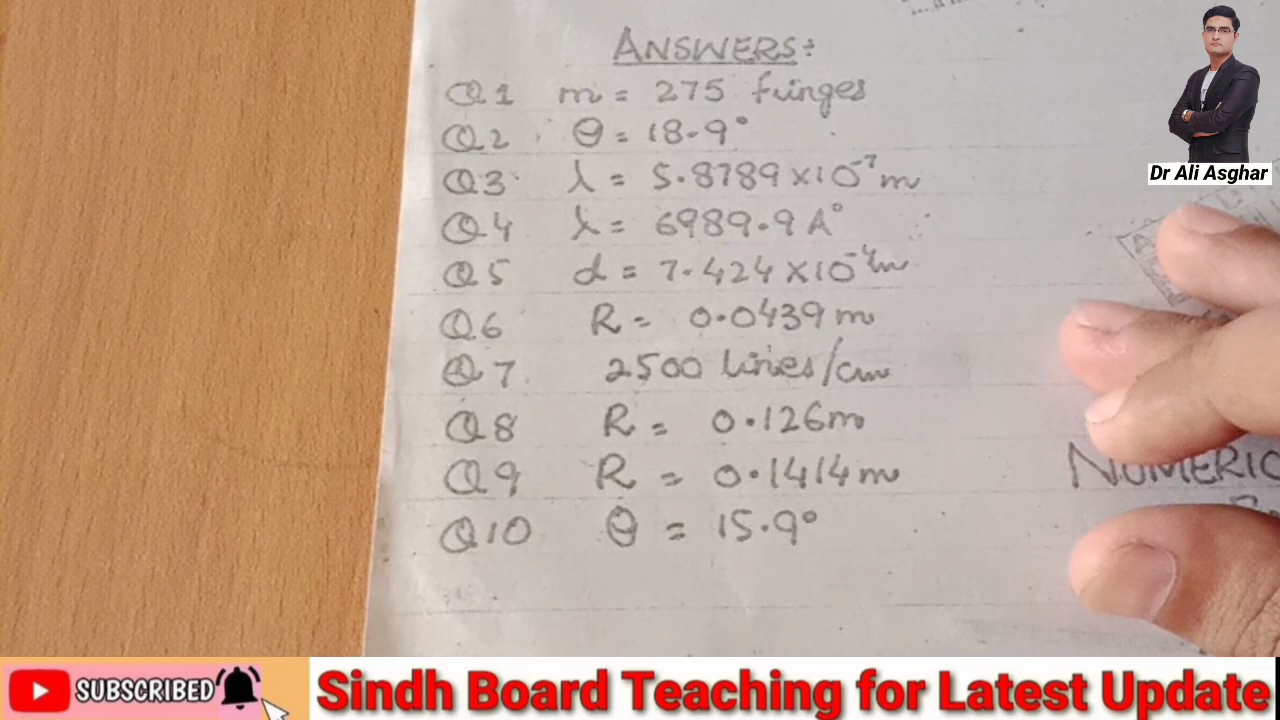 ANSWERS:
Q1 m = 275 fringes
Q2 θ = 18.9°
Q3 λ = 5.8789 × 10⁻⁷ m
Q4 λ = 6989.9 A°
Q5 d = 7.424 × 10⁻⁴ m
Q6 R = 0.0439 m
Q7 2500 lines/cm
Q8 R = 0.126m
Q9 R = 0.1414 m
Q10 θ = 15.9°
Dr Ali Asghar
NUMERIC
SUBSCRIBED
Sindh Board Teaching for Latest Update